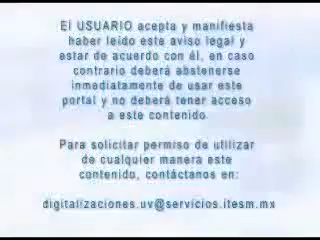 El USUARIO acepta y manifiesta
haber leído este aviso legal y
estar de acuerdo con él, en caso
contrario deberá abstenerse
inmediatamente de usar este
portal y no deberá tener acceso
a este contenido
Para solicitar permiso de utilizar
de cualquier manera este
contenido, contáctanos en:
digitalizaciones.uv@servicios.itesm.mx